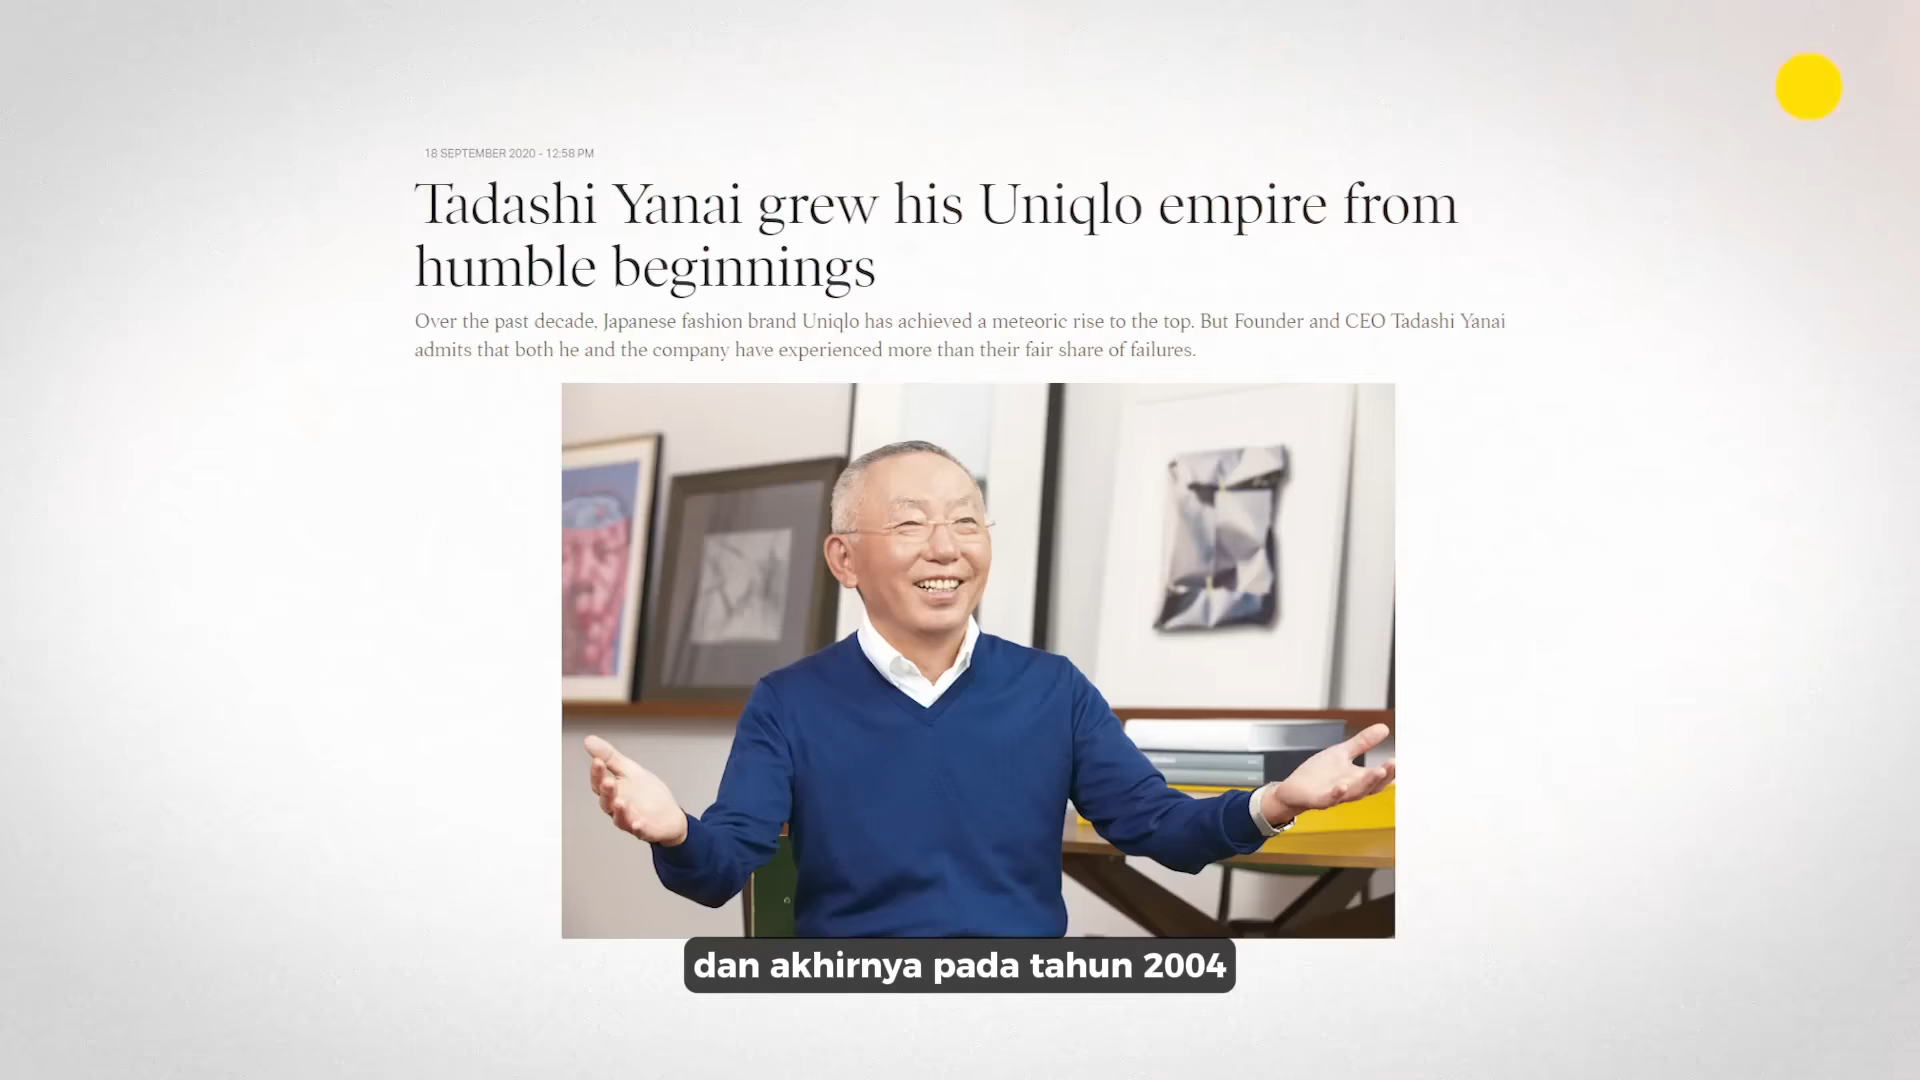 18 SEPTEMBER 2020 - 12:58 PM
Tadashi Yanai grew his Uniqlo empire from
humble beginnings
Over the past decade, Japanese fashion brand Uniqlo has achieved a meteoric rise to the top. But Founder and CEO Tadashi Yanai
admits that both he and the company have experienced more than their fair share of failures.
dan akhirnya pada tahun 2004